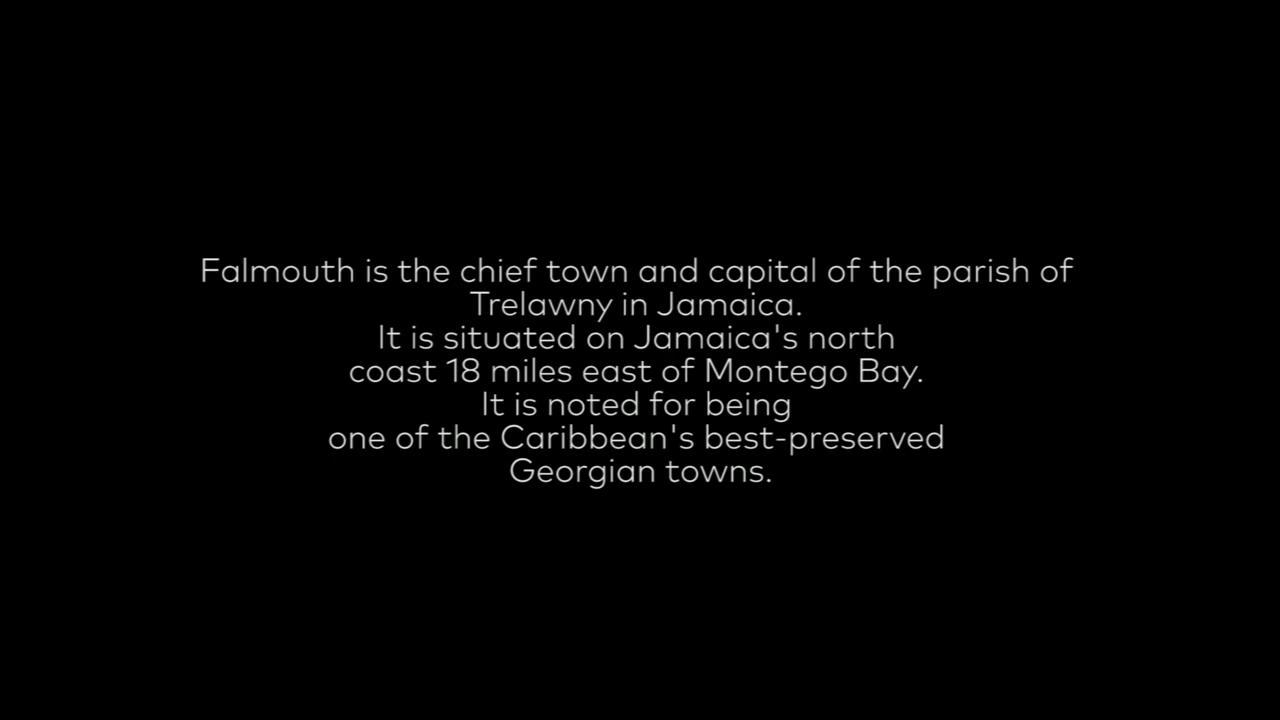 Falmouth is the chief town and capital of the parish of
Trelawny in Jamaica.
It is situated on Jamaica's north
coast 18 miles east of Montego Bay.
It is noted for being
one of the Caribbean's best-preserved
Georgian towns.